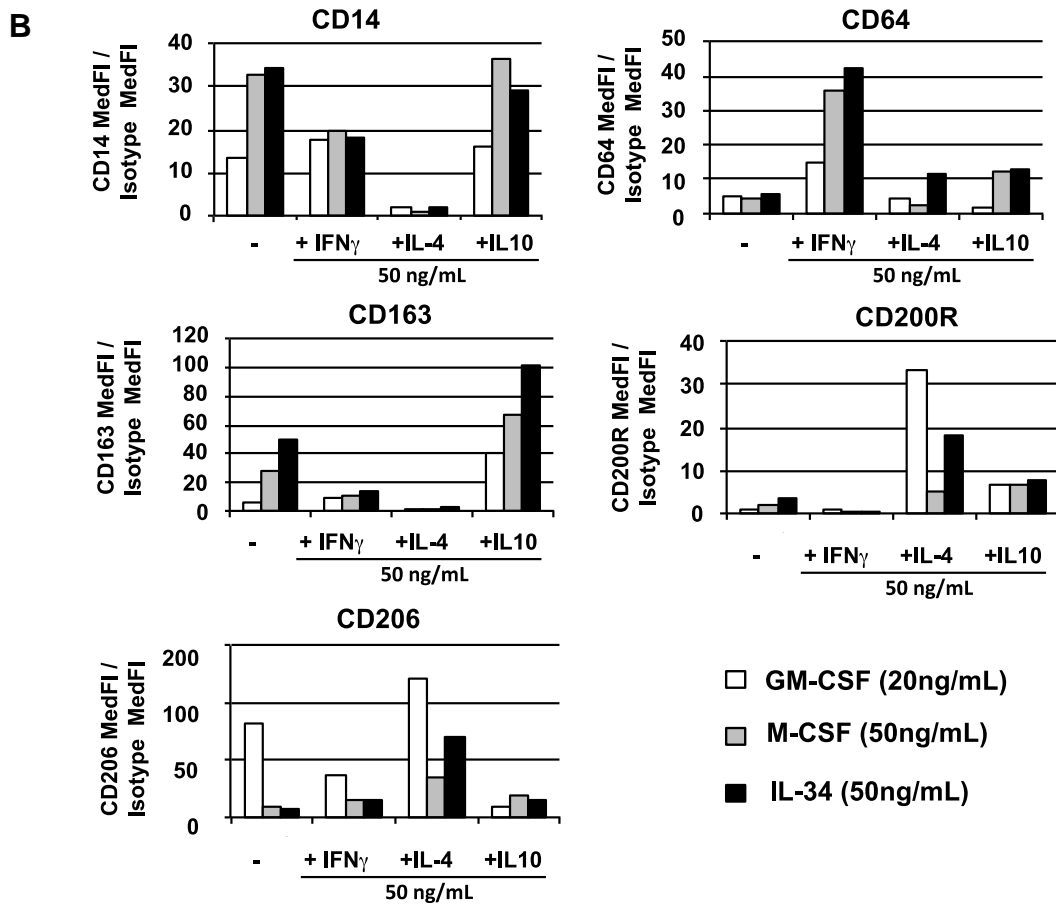 B
CD14
CD14 MedFI /
Isotype MedFI
40
30
20
10
0
- + IFNγ +IL-4 +IL10
50 ng/mL
CD64
CD64 MedFI /
Isotype MedFI
50
40
30
20
10
0
- + IFNγ +IL-4 +IL10
50 ng/mL
CD163
CD163 MedFI /
Isotype MedFI
120
100
80
60
40
20
0
- + IFNγ +IL-4 +IL10
50 ng/mL
CD200R
CD200R MedFI /
Isotype MedFI
40
30
20
10
0
- + IFNγ +IL-4 +IL10
50 ng/mL
CD206
CD206 MedFI /
Isotype MedFI
200
100
50
0
- + IFNγ +IL-4 +IL10
50 ng/mL
GM-CSF (20ng/mL)
M-CSF (50ng/mL)
IL-34 (50ng/mL)